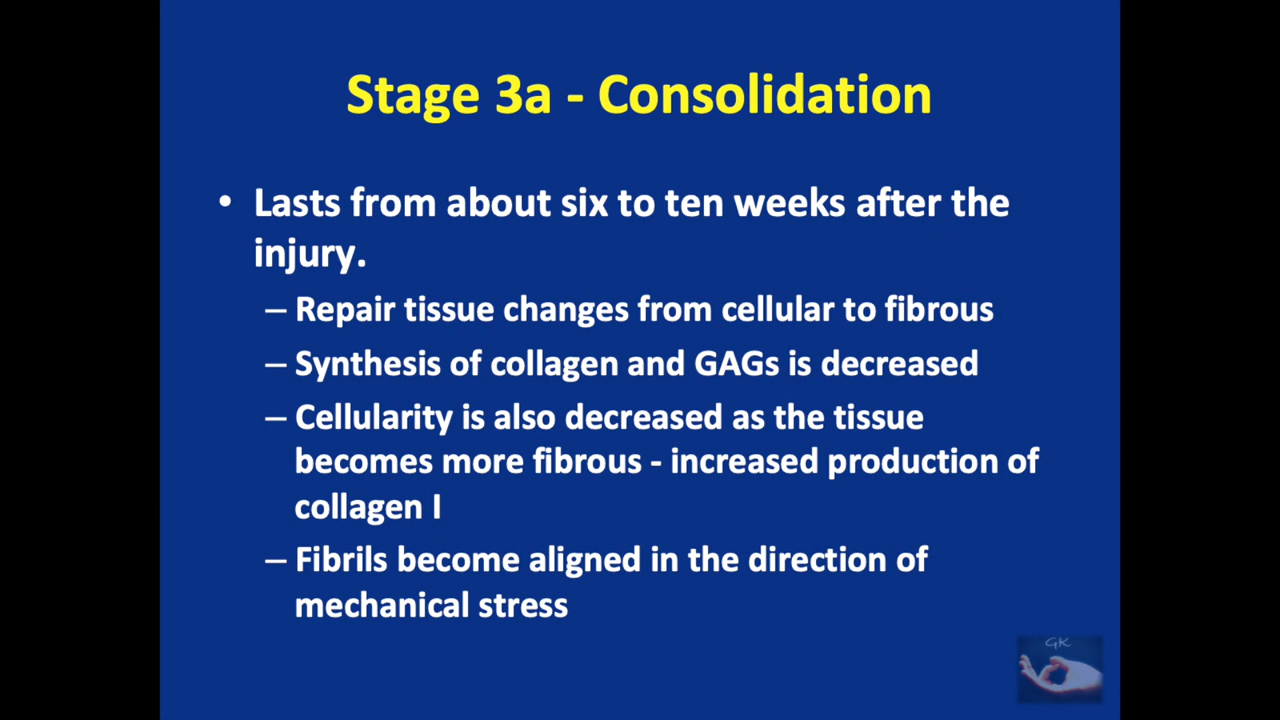 Stage 3a - Consolidation
• Lasts from about six to ten weeks after the
injury.
– Repair tissue changes from cellular to fibrous
– Synthesis of collagen and GAGs is decreased
– Cellularity is also decreased as the tissue
becomes more fibrous - increased production of
collagen I
– Fibrils become aligned in the direction of
mechanical stress
GK